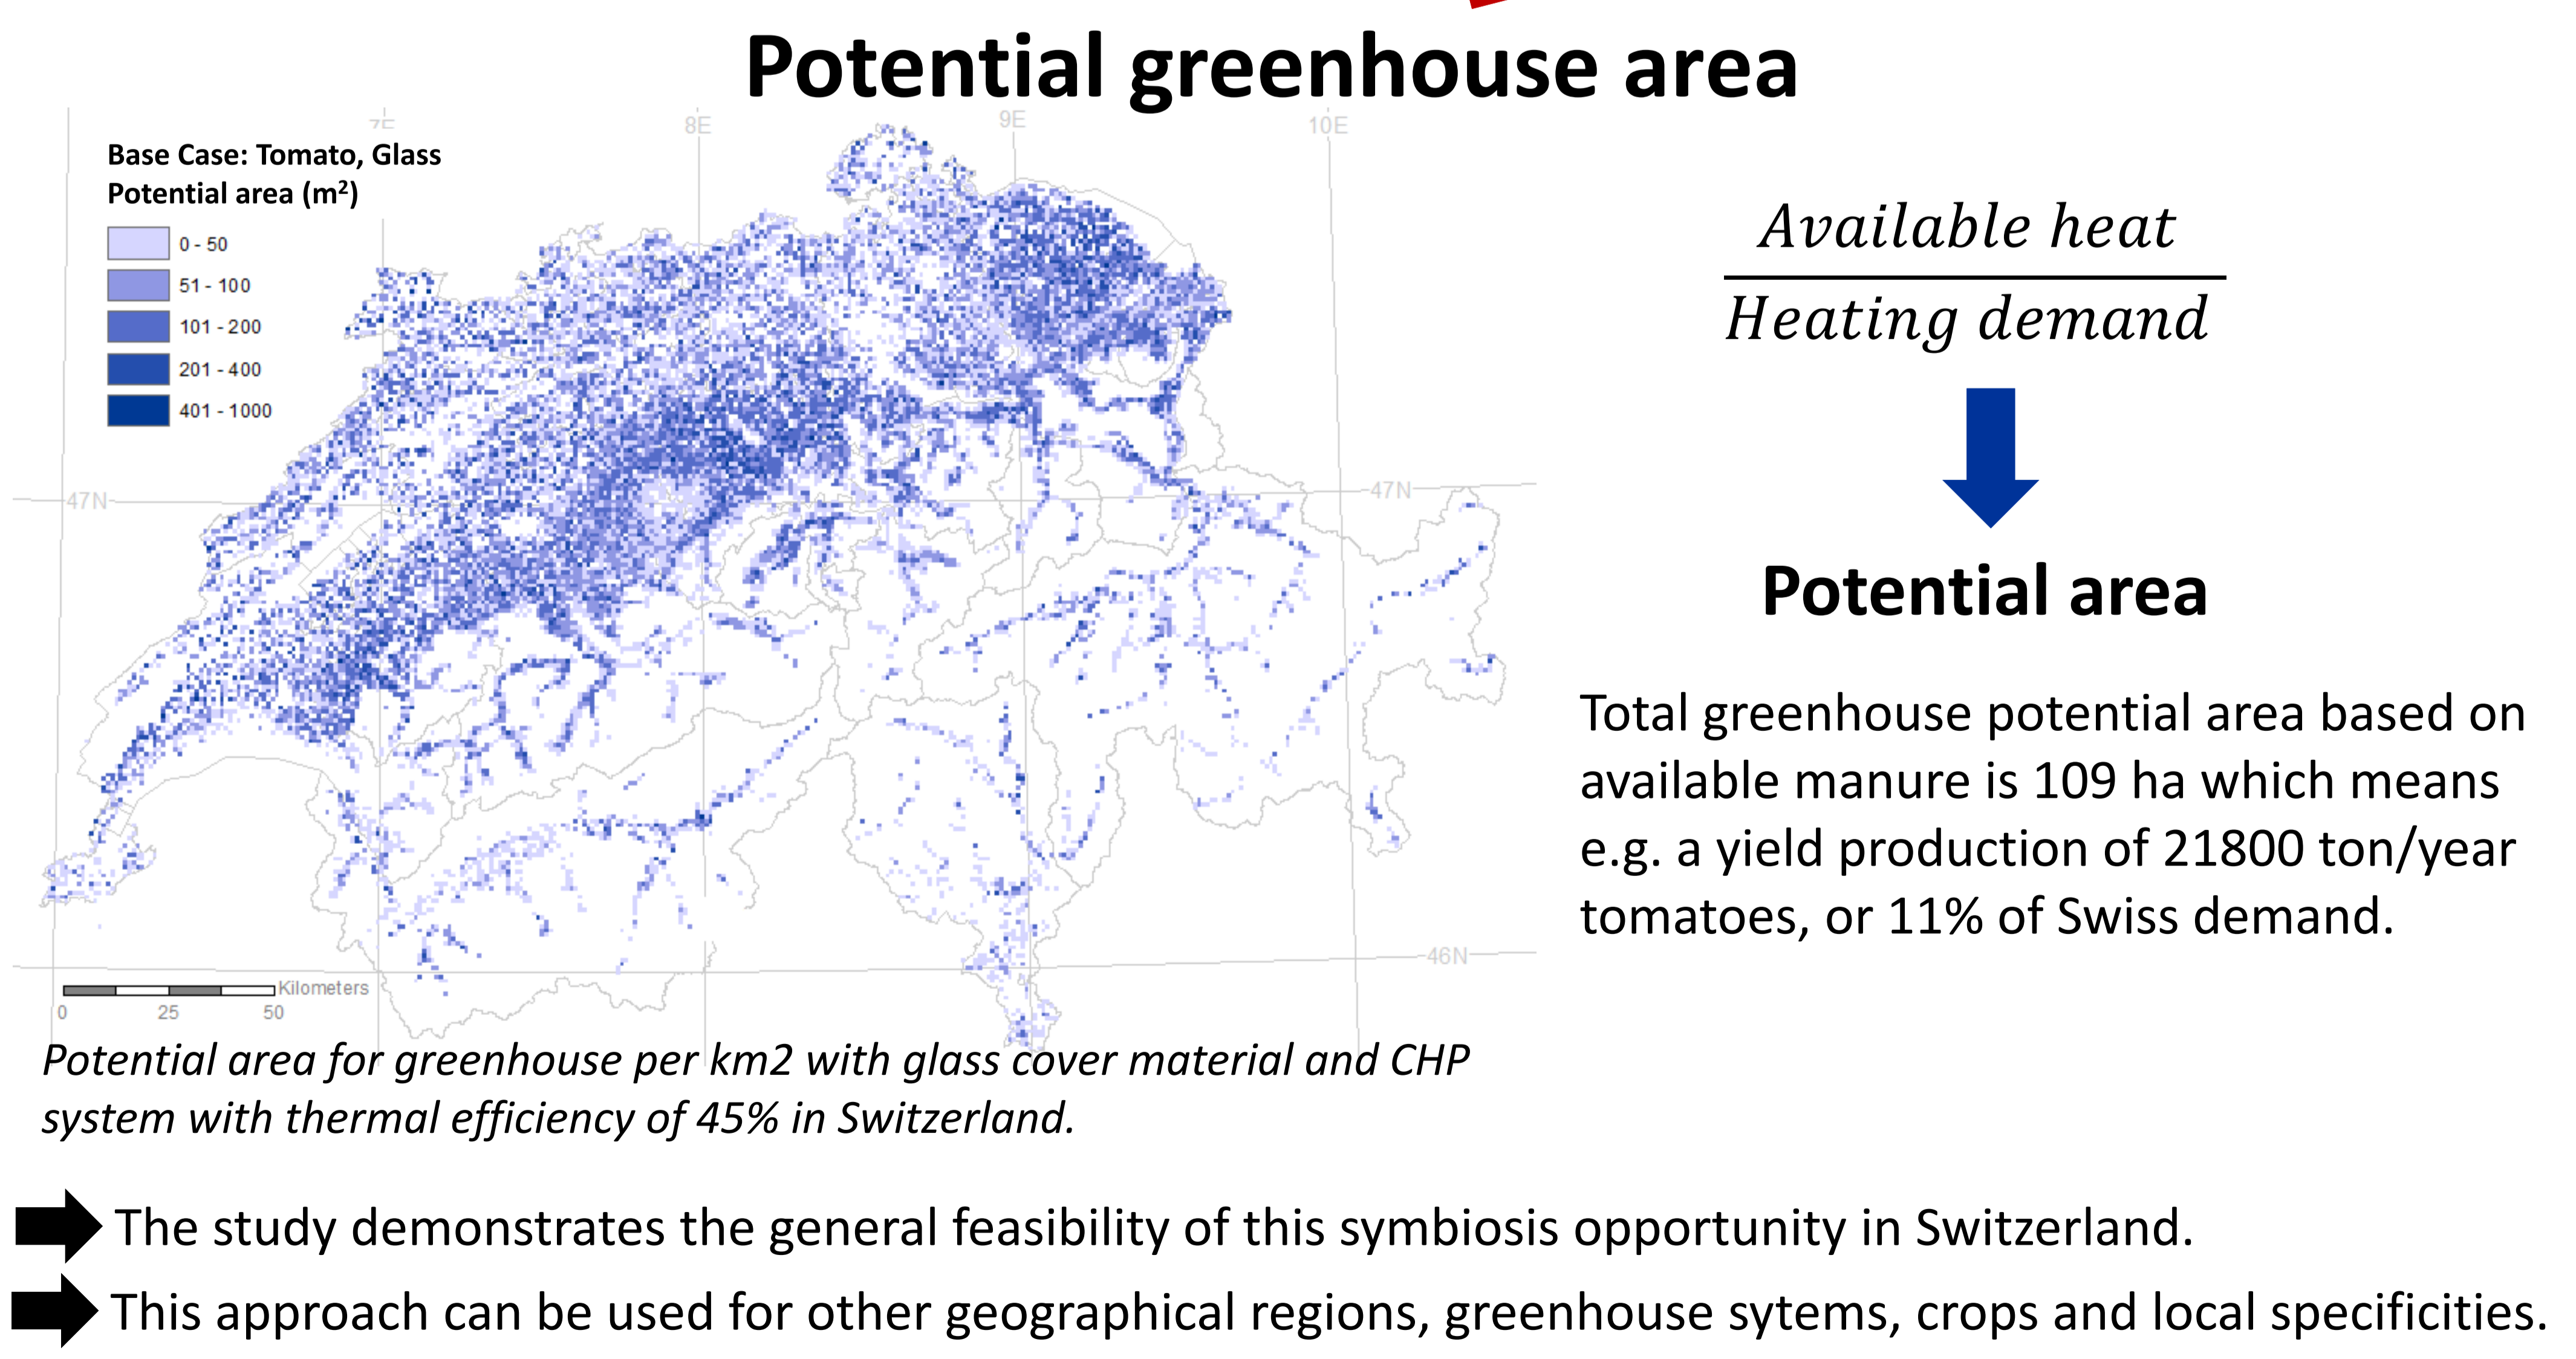 Potential greenhouse area
7E
8E
9E
10E
Base Case: Tomato, Glass
Potential area (m²)
0 - 50
51 - 100
101 - 200
201 - 400
401 - 1000
47N
47N
46N
Kilometers
0 25 50
Potential area for greenhouse per km2 with glass cover material and CHP
system with thermal efficiency of 45% in Switzerland.
Available heat
Heating demand
Potential area
Total greenhouse potential area based on
available manure is 109 ha which means
e.g. a yield production of 21800 ton/year
tomatoes, or 11% of Swiss demand.
The study demonstrates the general feasibility of this symbiosis opportunity in Switzerland.
This approach can be used for other geographical regions, greenhouse sytems, crops and local specificities.